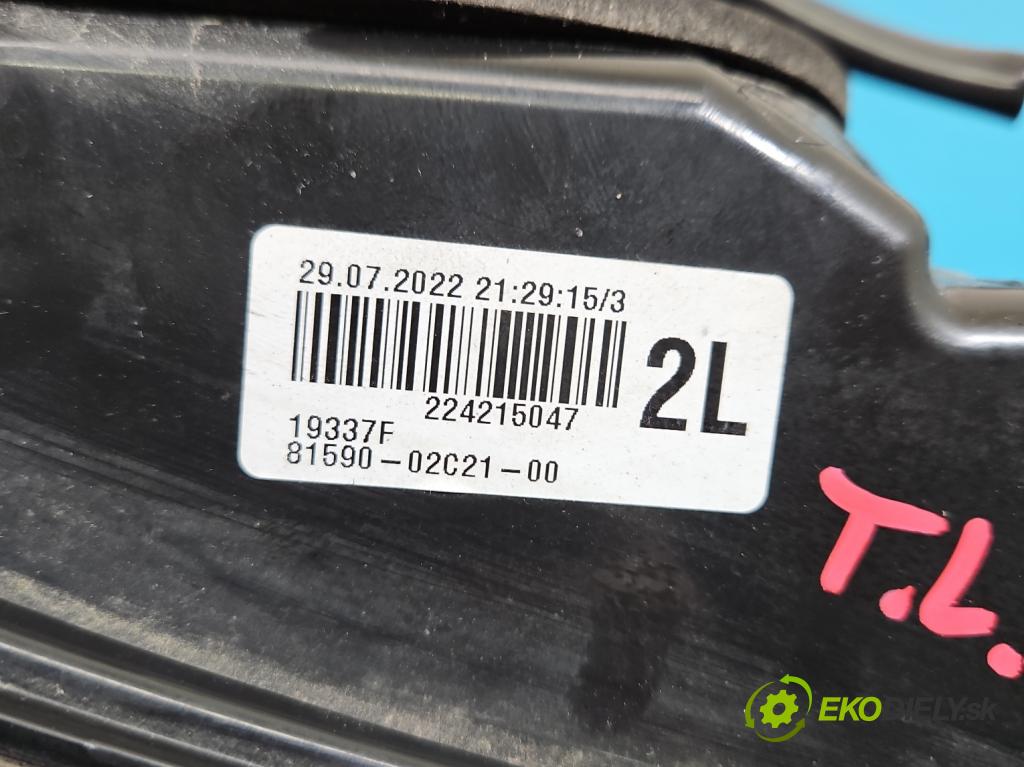 29.07.2022 21:29:15/3
224215047
2L
19337F
81590-02C21-00
T.L.
EKODIELY.sk